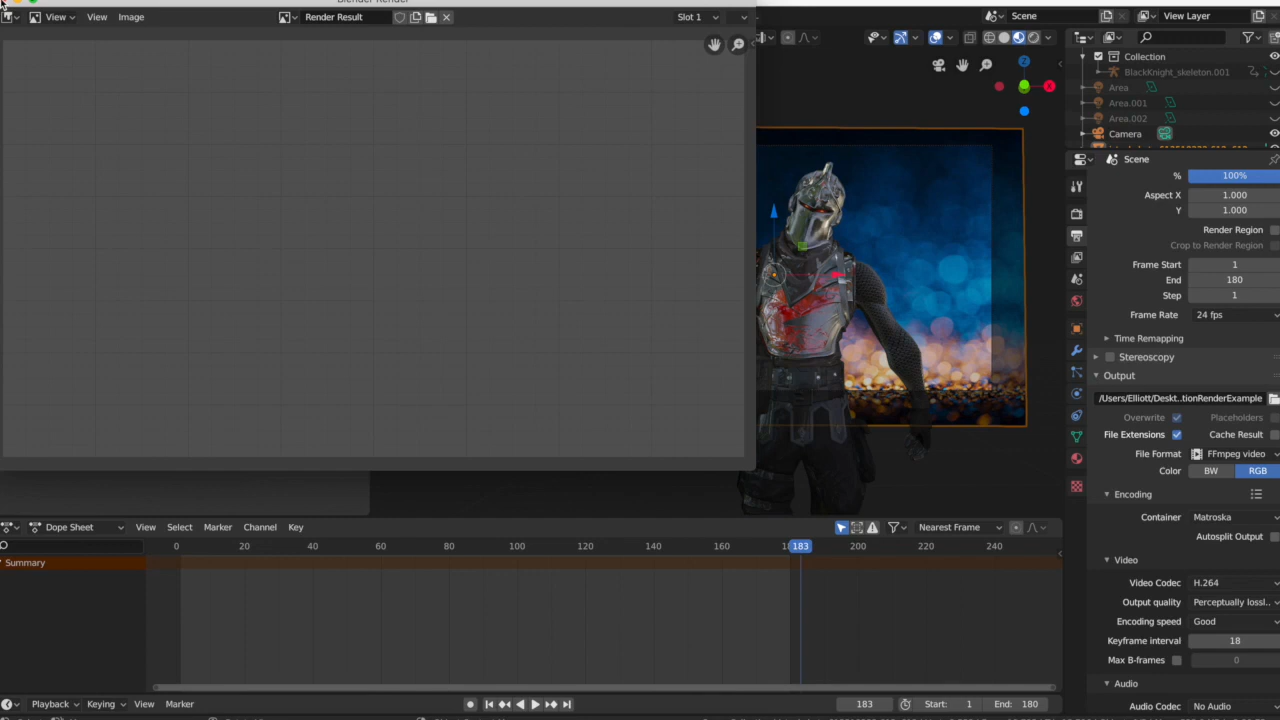 Blender Render
View View Image Render Result Slot 1
Scene View Layer
Z
X
Collection
BlackKnight_skeleton.001
Area
Area.001
Area.002
Camera
Scene
% 100%
Aspect X 1.000
Y 1.000
Render Region
Crop to Render Region
Frame Start 1
End 180
Step 1
Frame Rate 24 fps
Time Remapping
Stereoscopy
Output
/Users/Elliott/Deskt..tionRenderExample
Overwrite Placeholders
File Extensions Cache Result
File Format FFmpeg video
Color BW RGB
Encoding
Container Matroska
Autosplit Output
Video
Video Codec H.264
Output quality Perceptually lossl..
Encoding speed Good
Keyframe interval 18
Max B-frames 0
Audio
Audio Codec No Audio
Dope Sheet View Select Marker Channel Key Nearest Frame
0 20 40 60 80 100 120 140 160 183 200 220 240
Summary
Playback Keying View Marker 183 Start: 1 End: 180